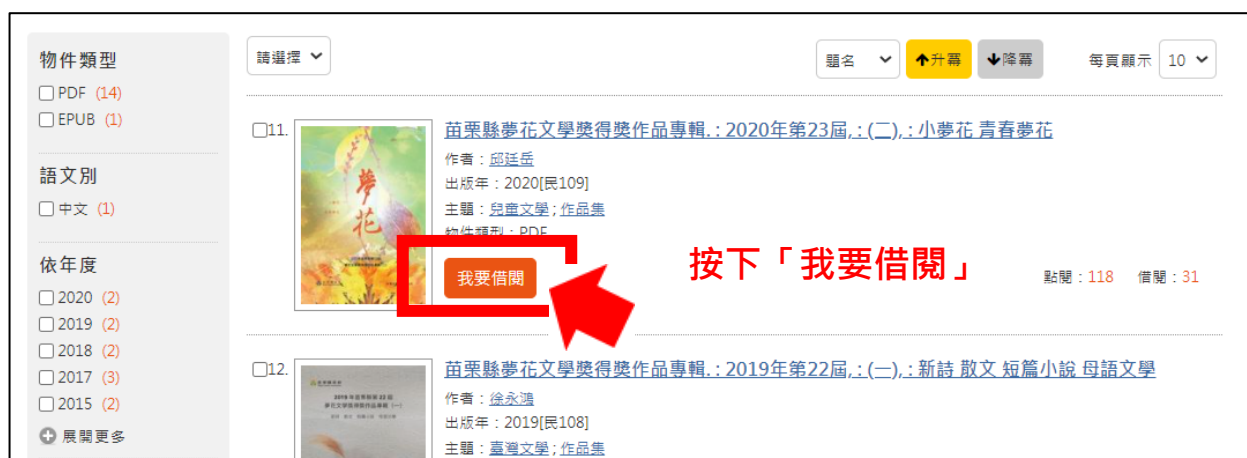 物件類型
PDF (14)
EPUB (1)
語文別
中文 (1)
依年度
2020 (2)
2019 (2)
2018 (2)
2017 (3)
2015 (2)
展開更多
請選擇
題名
升冪
降冪
每頁顯示 10
11.
夢花
苗栗縣夢花文學獎得獎作品專輯. : 2020年第23屆, : (二), : 小夢花 青春夢花
作者：邱廷岳
出版年：2020[民109]
主題：兒童文學 ; 作品集
物件類型：PDF
我要借閱
按下「我要借閱」
點閱：118 借閱：31
12.
苗栗縣夢花文學獎得獎作品專輯. : 2019年第22屆, : (一), : 新詩 散文 短篇小說 母語文學
作者：徐永鴻
出版年：2019[民108]
主題：臺灣文學 ; 作品集